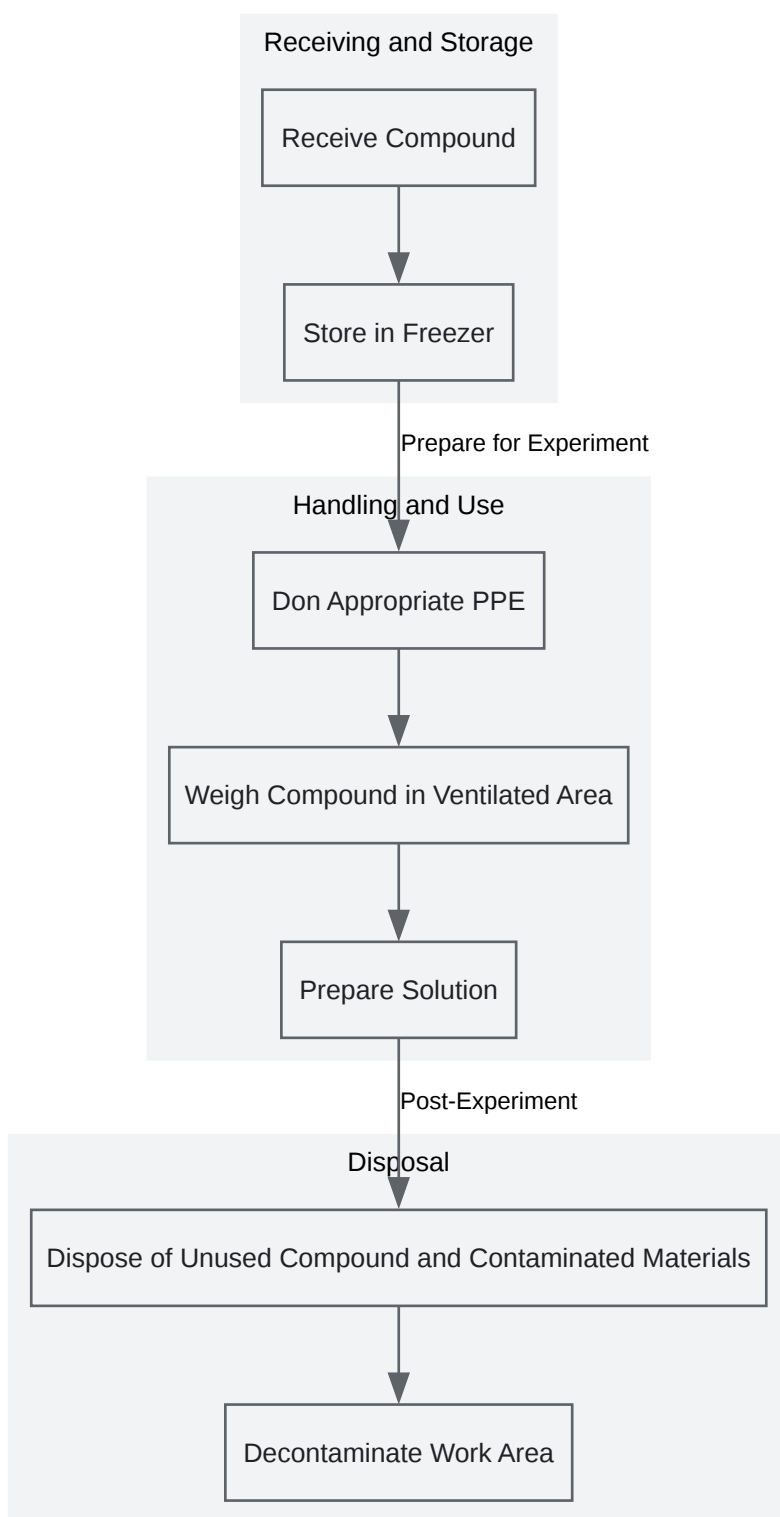 Receiving and Storage
Receive Compound
Store in Freezer
Prepare for Experiment
Handling and Use
Don Appropriate PPE
Weigh Compound in Ventilated Area
Prepare Solution
Post-Experiment
Disposal
Dispose of Unused Compound and Contaminated Materials
Decontaminate Work Area